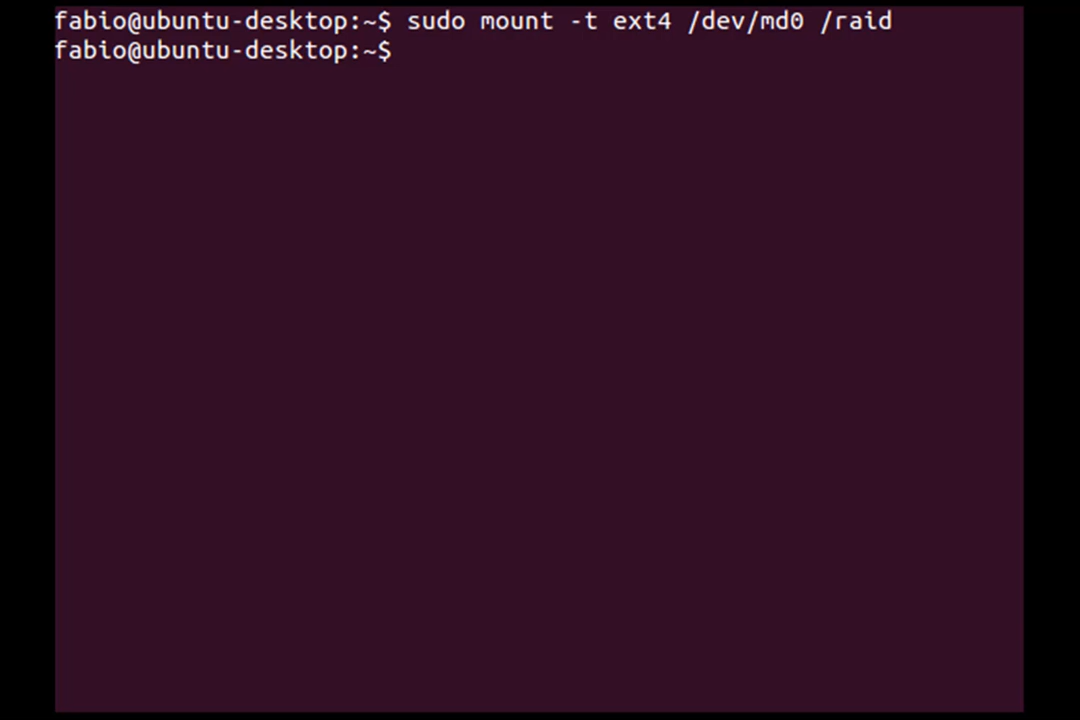 fabio@ubuntu-desktop:~$ sudo mount -t ext4 /dev/md0 /raid
fabio@ubuntu-desktop:~$